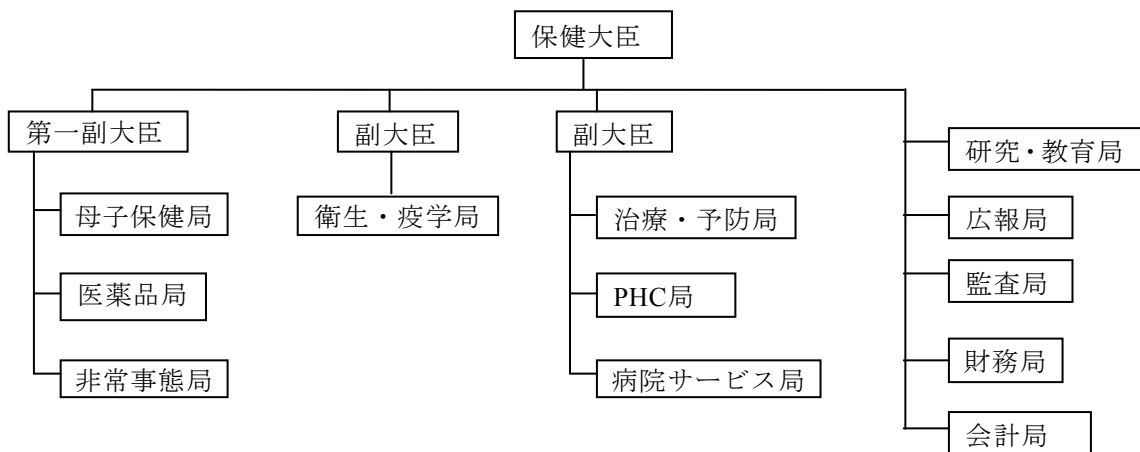 保健大臣
第一副大臣
副大臣
副大臣
母子保健局
医薬品局
非常事態局
衛生・疫学局
治療・予防局
PHC局
病院サービス局
研究・教育局
広報局
監査局
財務局
会計局